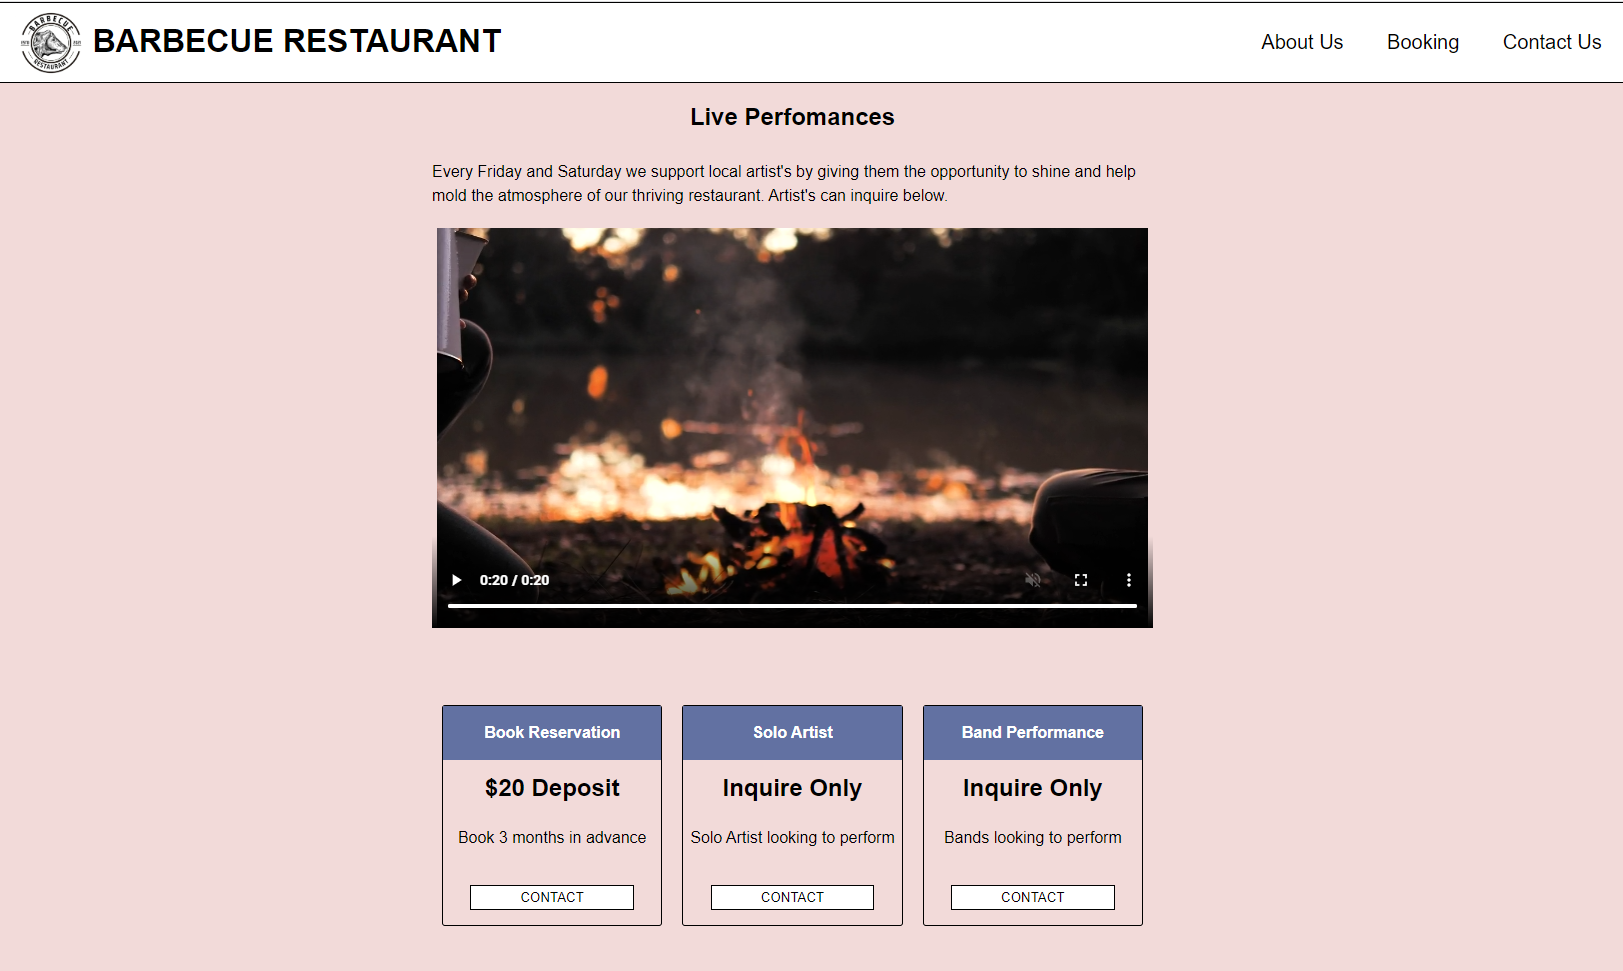 BARBECUE
RESTAURANT
BARBECUE RESTAURANT
About Us
Booking
Contact Us
Live Perfomances
Every Friday and Saturday we support local artist's by giving them the opportunity to shine and help
mold the atmosphere of our thriving restaurant. Artist's can inquire below.
0:20 / 0:20
Book Reservation
$20 Deposit
Book 3 months in advance
CONTACT
Solo Artist
Inquire Only
Solo Artist looking to perform
CONTACT
Band Performance
Inquire Only
Bands looking to perform
CONTACT